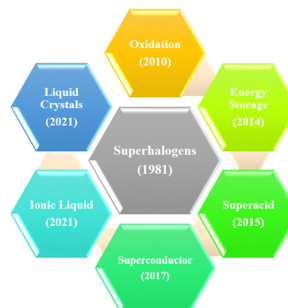 Oxidation
(2010)
Liquid
Crystals
(2021)
Energy
Storage
(2014)
Superhalogens
(1981)
Ionic Liquid
(2021)
Superacid
(2015)
Superconductor
(2017)